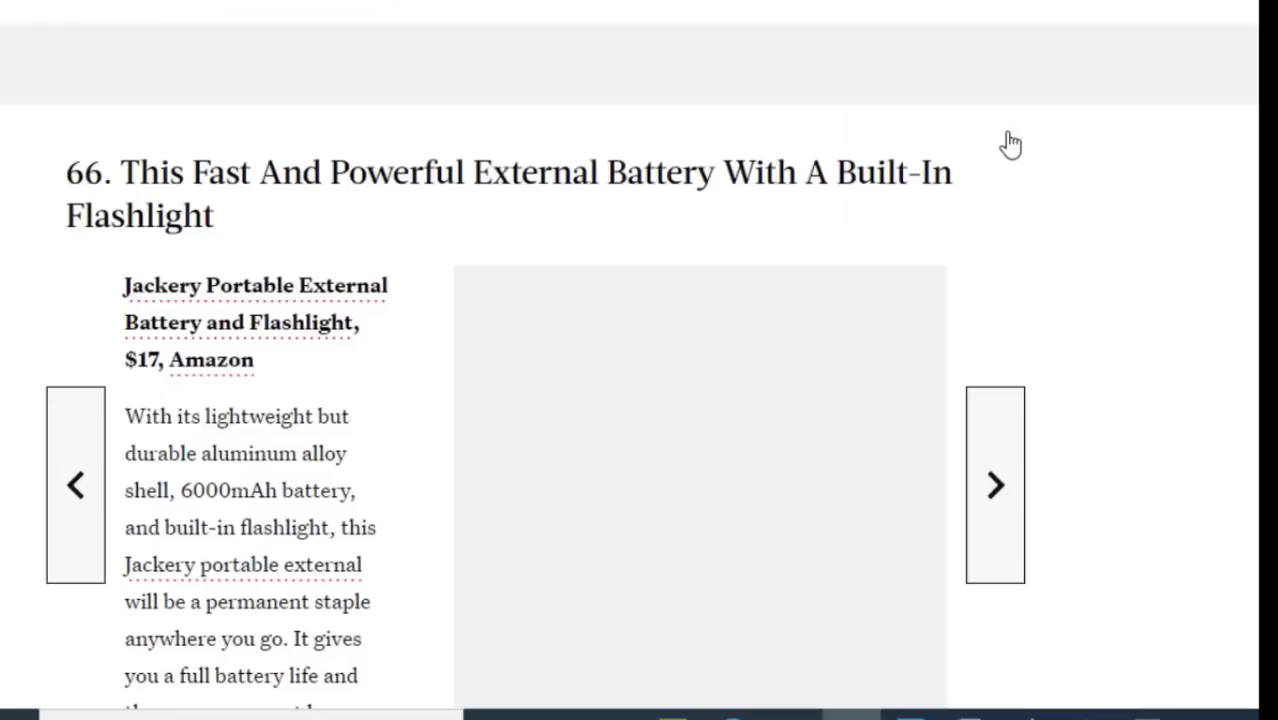 66. This Fast And Powerful External Battery With A Built-In
Flashlight
Jackery Portable External
Battery and Flashlight,
$17, Amazon
With its lightweight but
durable aluminum alloy
shell, 6000mAh battery,
and built-in flashlight, this
Jackery portable external
will be a permanent staple
anywhere you go. It gives
you a full battery life and